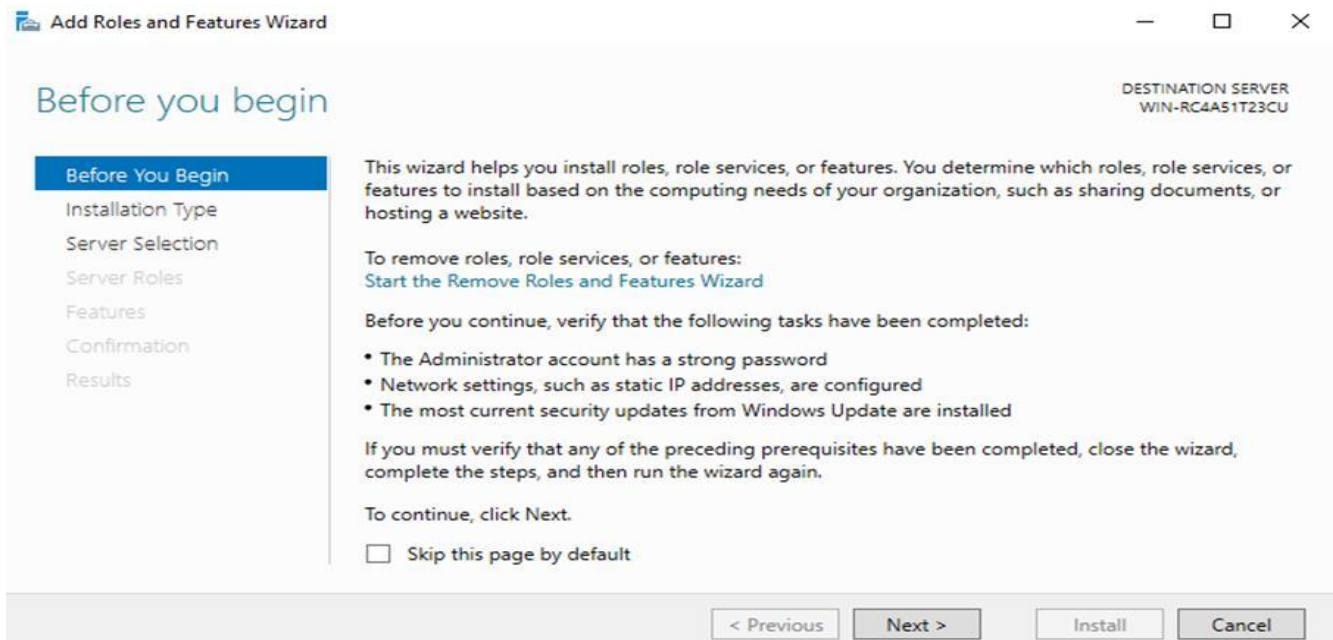 Add Roles and Features Wizard
Before you begin
DESTINATION SERVER
WIN-RC4A51T23CU
Before You Begin
Installation Type
Server Selection
Server Roles
Features
Confirmation
Results
This wizard helps you install roles, role services, or features. You determine which roles, role services, or
features to install based on the computing needs of your organization, such as sharing documents, or
hosting a website.
To remove roles, role services, or features:
Start the Remove Roles and Features Wizard
Before you continue, verify that the following tasks have been completed:
• The Administrator account has a strong password
• Network settings, such as static IP addresses, are configured
• The most current security updates from Windows Update are installed
If you must verify that any of the preceding prerequisites have been completed, close the wizard,
complete the steps, and then run the wizard again.
To continue, click Next.
Skip this page by default
< Previous
Next >
Install
Cancel